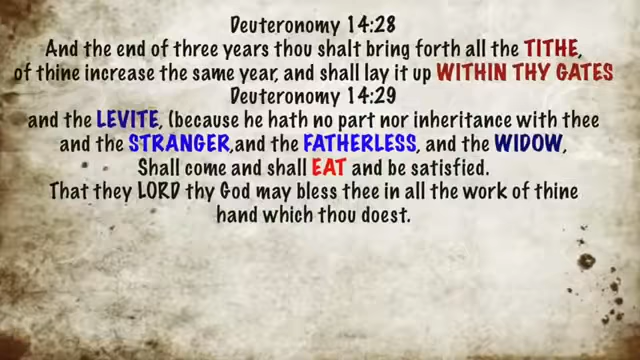 Deuteronomy 14:28
And the end of three years thou shalt bring forth all the TITHE,
of thine increase the same year, and shall lay it up WITHIN THY GATES
Deuteronomy 14:29
and the LEVITE, (because he hath no part nor inheritance with thee
and the STRANGER,and the FATHERLESS, and the WIDOW,
Shall come and shall EAT and be satisfied.
That they LORD thy God may bless thee in all the work of thine
hand which thou doest.